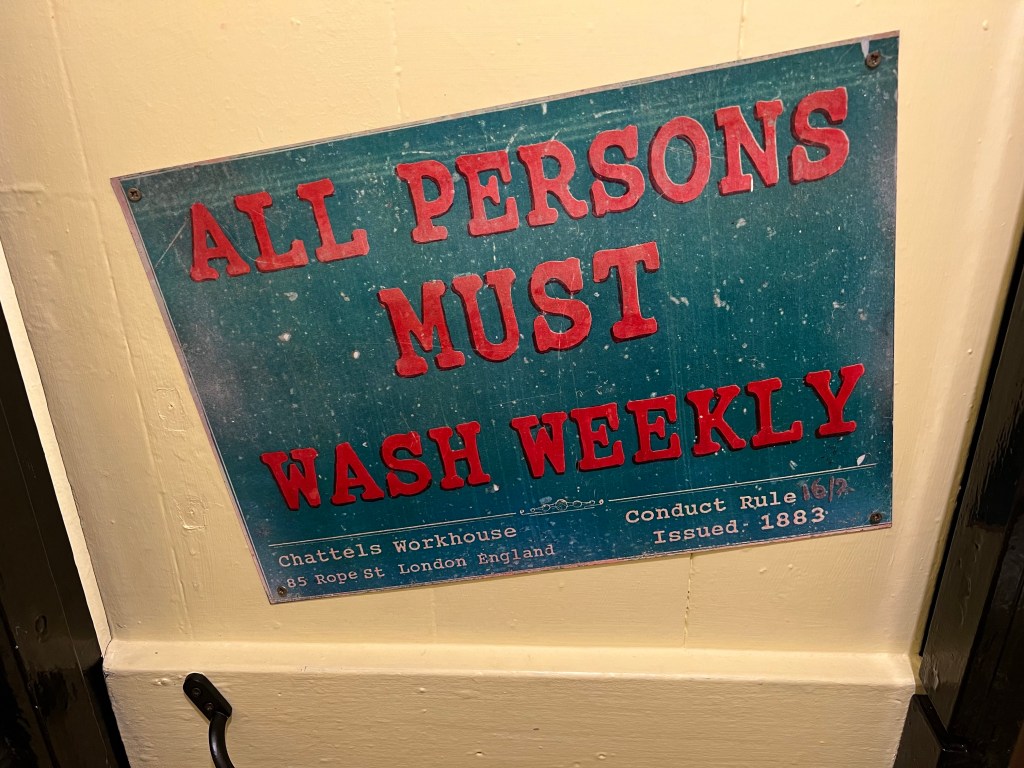 ALL PERSONS
MUST
WASH WEEKLY
Chattels Workhouse
85 Rope St London England
Conduct Rule 16/2
Issued: 1883